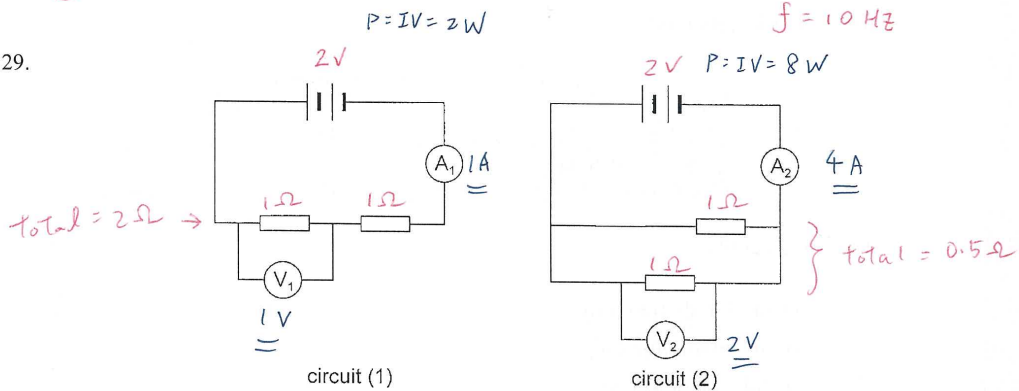 P = IV = 2W
f = 10 Hz
29.
2V
2V P = IV = 8W
A₁ 1A
A₂ 4A
1Ω 1Ω
1Ω
total = 2Ω →
} total = 0.5Ω
1Ω
V₁
1V
V₂ 2V
circuit (1)
circuit (2)